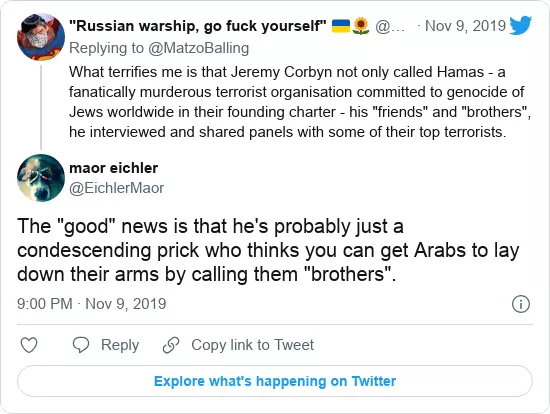 "Russian warship, go fuck yourself" 🇺🇦🌻 @... · Nov 9, 2019
Replying to @MatzoBalling
What terrifies me is that Jeremy Corbyn not only called Hamas - a
fanatically murderous terrorist organisation committed to genocide of
Jews worldwide in their founding charter - his "friends" and "brothers",
he interviewed and shared panels with some of their top terrorists.
maor eichler
@EichlerMaor
The "good" news is that he's probably just a
condescending prick who thinks you can get Arabs to lay
down their arms by calling them "brothers".
9:00 PM · Nov 9, 2019
Reply
Copy link to Tweet
Explore what's happening on Twitter